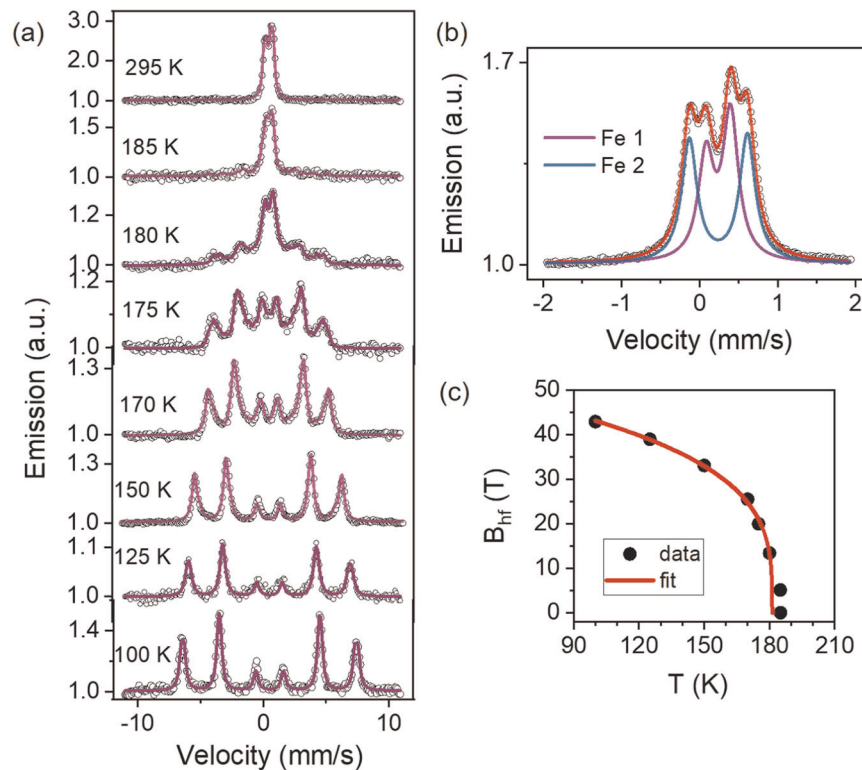 (a)
Emission (a.u.)
3.0
2.0
1.0
295 K
1.5
1.0
185 K
1.2
1.0
180 K
1.2
1.0
175 K
1.3
1.0
170 K
1.3
1.0
150 K
1.1
1.0
125 K
1.4
1.0
100 K
-10 0 10
Velocity (mm/s)
(b)
Emission (a.u.)
1.7
1.0
Fe 1
Fe 2
-2 -1 0 1 2
Velocity (mm/s)
(c)
Bhf (T)
50
40
30
20
10
0
data
fit
90 120 150 180 210
T (K)